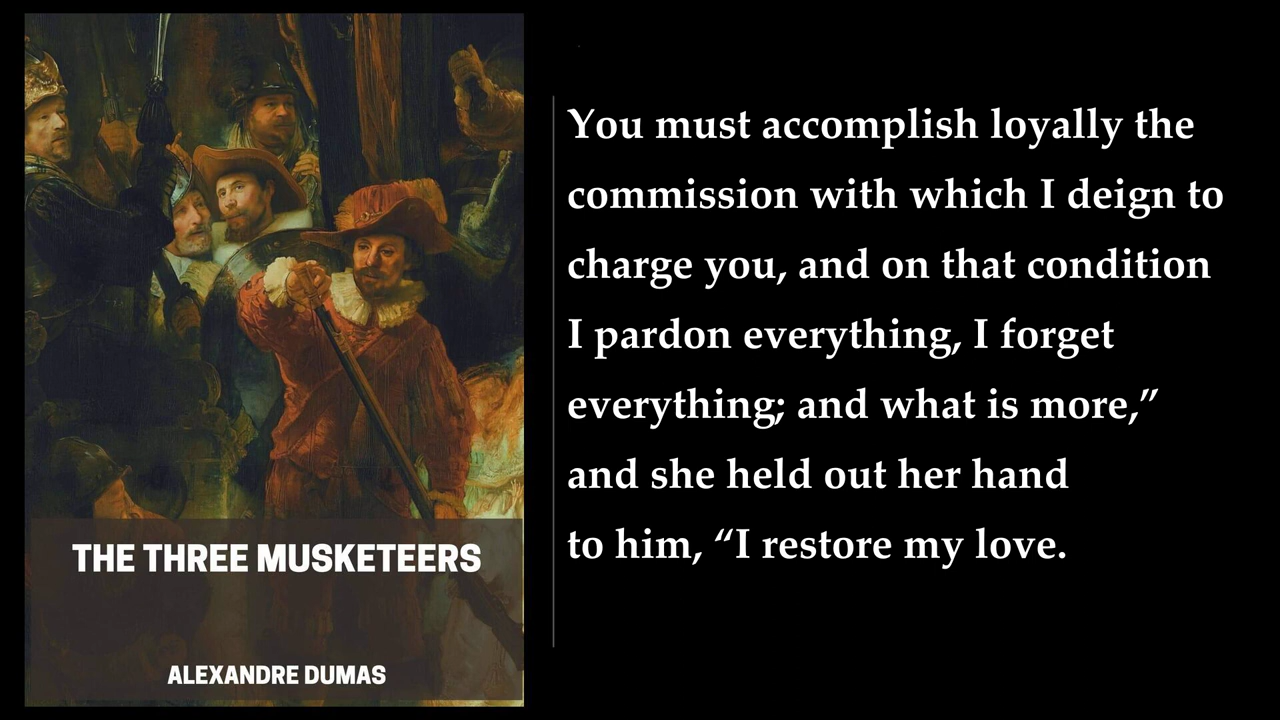 THE THREE MUSKETEERS
ALEXANDRE DUMAS
You must accomplish loyally the
commission with which I deign to
charge you, and on that condition
I pardon everything, I forget
everything; and what is more,”
and she held out her hand
to him, “I restore my love.